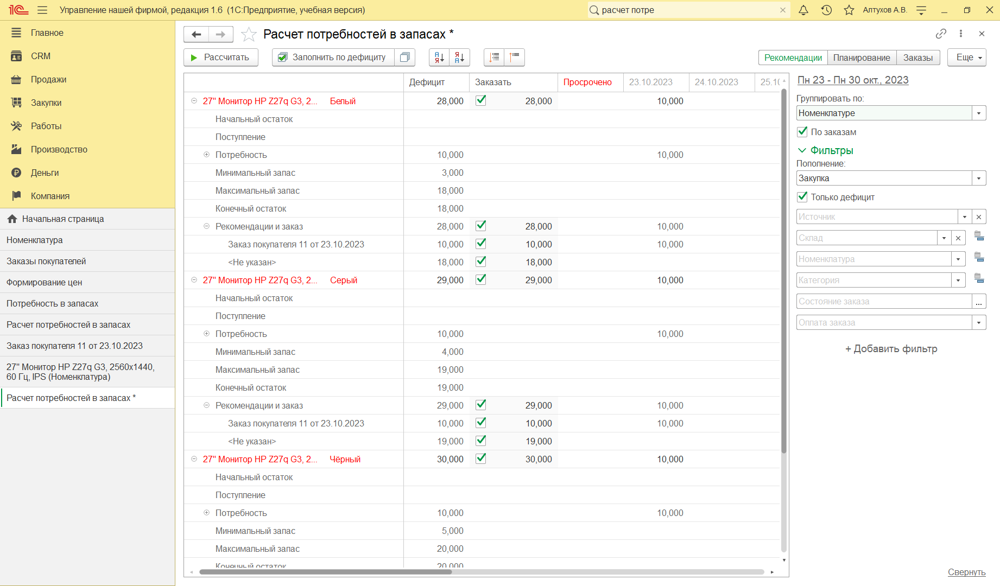 1С Управление нашей фирмой, редакция 1.6 (1С:Предприятие, учебная версия) расчет потре Алтухов А.В.
Главное
CRM
Продажи
Закупки
Работы
Производство
Деньги
Компания
Начальная страница
Номенклатура
Заказы покупателей
Формирование цен
Потребность в запасах
Расчет потребностей в запасах
Заказ покупателя 11 от 23.10.2023
27" Монитор HP Z27q G3, 2560x1440,
60 Гц, IPS (Номенклатура)
Расчет потребностей в запасах *
Расчет потребностей в запасах *
Рассчитать Заполнить по дефициту Рекомендации Планирование Заказы Еще
Дефицит Заказать Просрочено 23.10.2023 24.10.2023 25.10
27" Монитор HP Z27q G3, 2... Белый 28,000 28,000 10,000
Начальный остаток
Поступление
Потребность 10,000 10,000
Минимальный запас 3,000
Максимальный запас 18,000
Конечный остаток 18,000
Рекомендации и заказ 28,000 28,000 10,000
Заказ покупателя 11 от 23.10.2023 10,000 10,000 10,000
<Не указан> 18,000 18,000
27" Монитор HP Z27q G3, 2... Серый 29,000 29,000 10,000
Начальный остаток
Поступление
Потребность 10,000 10,000
Минимальный запас 4,000
Максимальный запас 19,000
Конечный остаток 19,000
Рекомендации и заказ 29,000 29,000 10,000
Заказ покупателя 11 от 23.10.2023 10,000 10,000 10,000
<Не указан> 19,000 19,000
27" Монитор HP Z27q G3, 2... Чёрный 30,000 30,000 10,000
Начальный остаток
Поступление
Потребность 10,000 10,000
Минимальный запас 5,000
Максимальный запас 20,000
Конечный остаток 20,000
Пн 23 - Пн 30 окт., 2023
Группировать по:
Номенклатуре
По заказам
Фильтры
Пополнение:
Закупка
Только дефицит
Источник
Склад
Номенклатура
Категория
Состояние заказа
Оплата заказа
+ Добавить фильтр
Свернуть